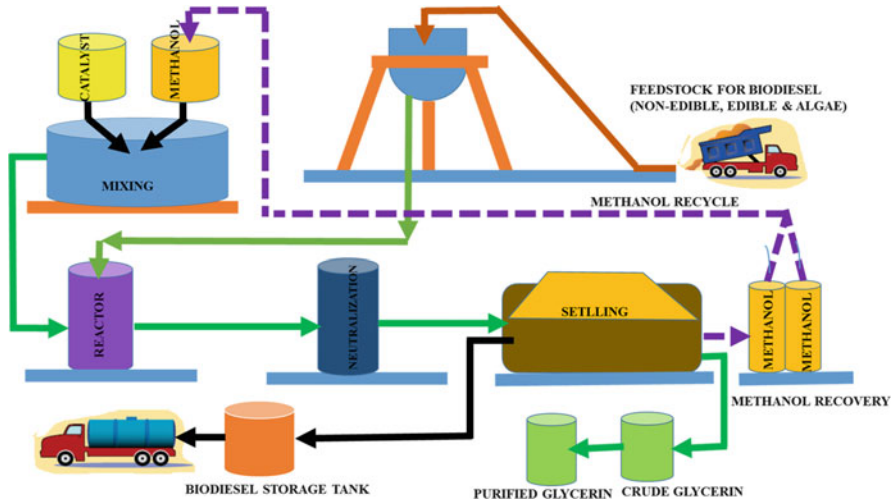 CATALYST
METHANOL
MIXING
FEEDSTOCK FOR BIODIESEL
(NON-EDIBLE, EDIBLE & ALGAE)
METHANOL RECYCLE
REACTOR
NEUTRALIZATION
SETLLING
METHANOL
METHANOL
METHANOL RECOVERY
BIODIESEL STORAGE TANK
PURIFIED GLYCERIN
CRUDE GLYCERIN